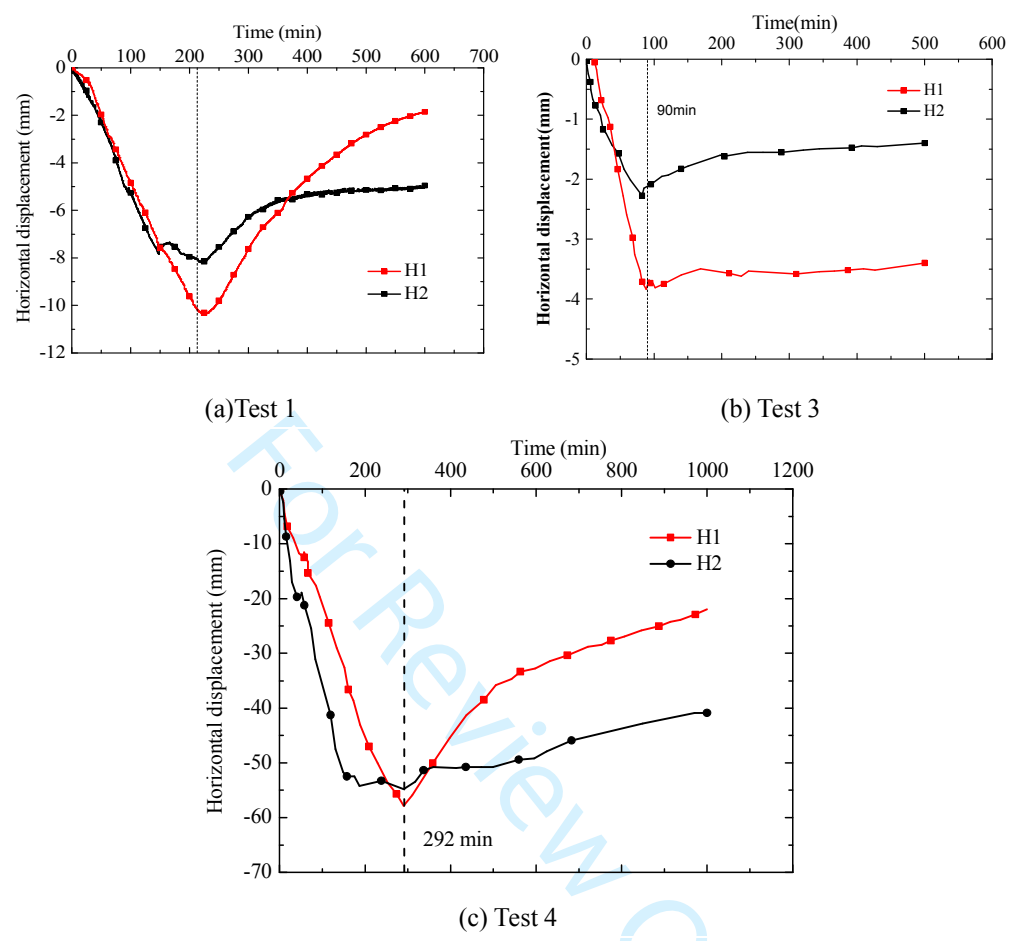 Time (min)
0 100 200 300 400 500 600 700
0
-2
-4
-6
-8
-10
-12
Horizontal displacement (mm)
H1
H2
(a)Test 1
Time(min)
0 100 200 300 400 500 600
0
-1
-2
-3
-4
-5
Horizontal displacement(mm)
90min
H1
H2
(b) Test 3
Time (min)
0 200 400 600 800 1000 1200
0
-10
-20
-30
-40
-50
-60
-70
Horizontal displacement (mm)
H1
H2
292 min
(c) Test 4
For Review